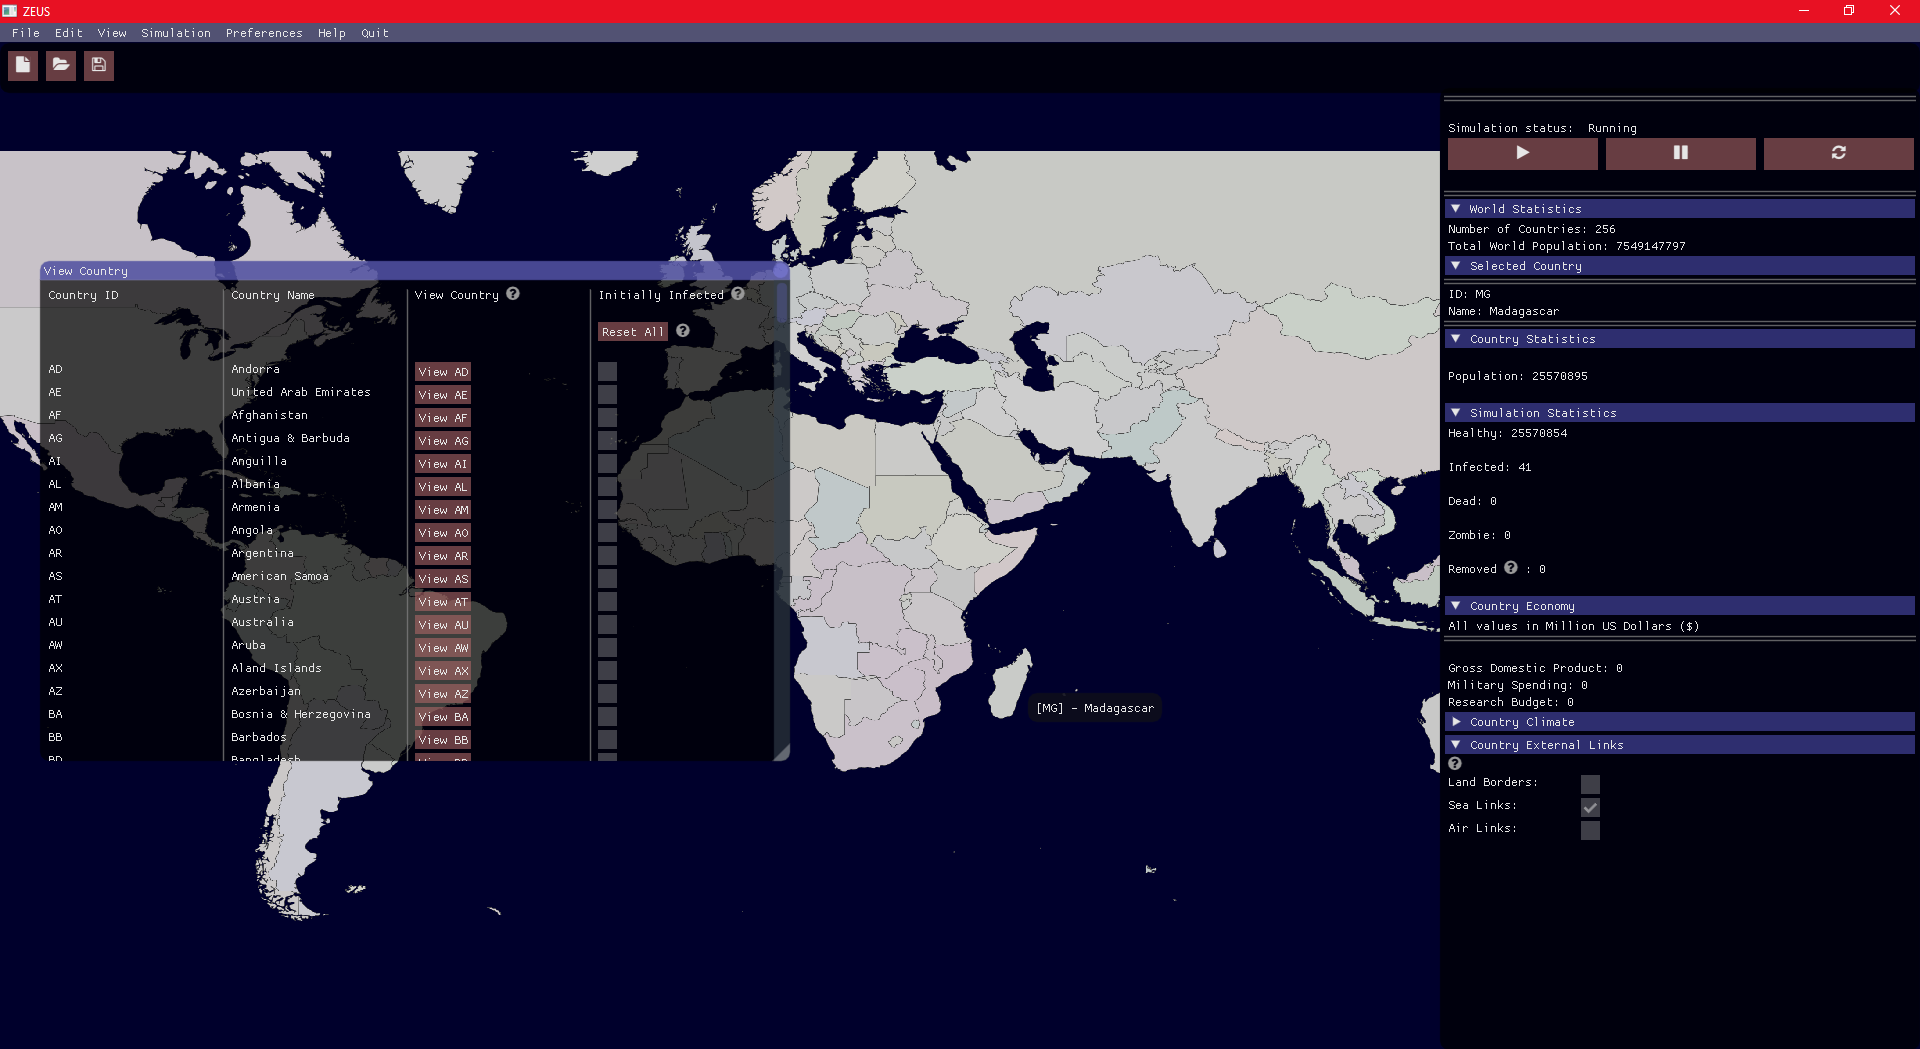 ZEUS
File Edit View Simulation Preferences Help Quit
Simulation status: Running
World Statistics
Number of Countries: 256
Total World Population: 7549147797
Selected Country
ID: MG
Name: Madagascar
Country Statistics
Population: 25570895
Simulation Statistics
Healthy: 25570854
Infected: 41
Dead: 0
Zombie: 0
Removed ? : 0
Country Economy
All values in Million US Dollars ($)
Gross Domestic Product: 0
Military Spending: 0
Research Budget: 0
Country Climate
Country External Links
?
Land Borders:
Sea Links:
Air Links:
View Country
Country ID Country Name View Country ? Initially Infected ?
Reset All ?
AD Andorra View AD
AE United Arab Emirates View AE
AF Afghanistan View AF
AG Antigua & Barbuda View AG
AI Anguilla View AI
AL Albania View AL
AM Armenia View AM
AO Angola View AO
AR Argentina View AR
AS American Samoa View AS
AT Austria View AT
AU Australia View AU
AW Aruba View AW
AX Aland Islands View AX
AZ Azerbaijan View AZ
BA Bosnia & Herzegovina View BA
BB Barbados View BB
BD Bangladesh
[MG] - Madagascar